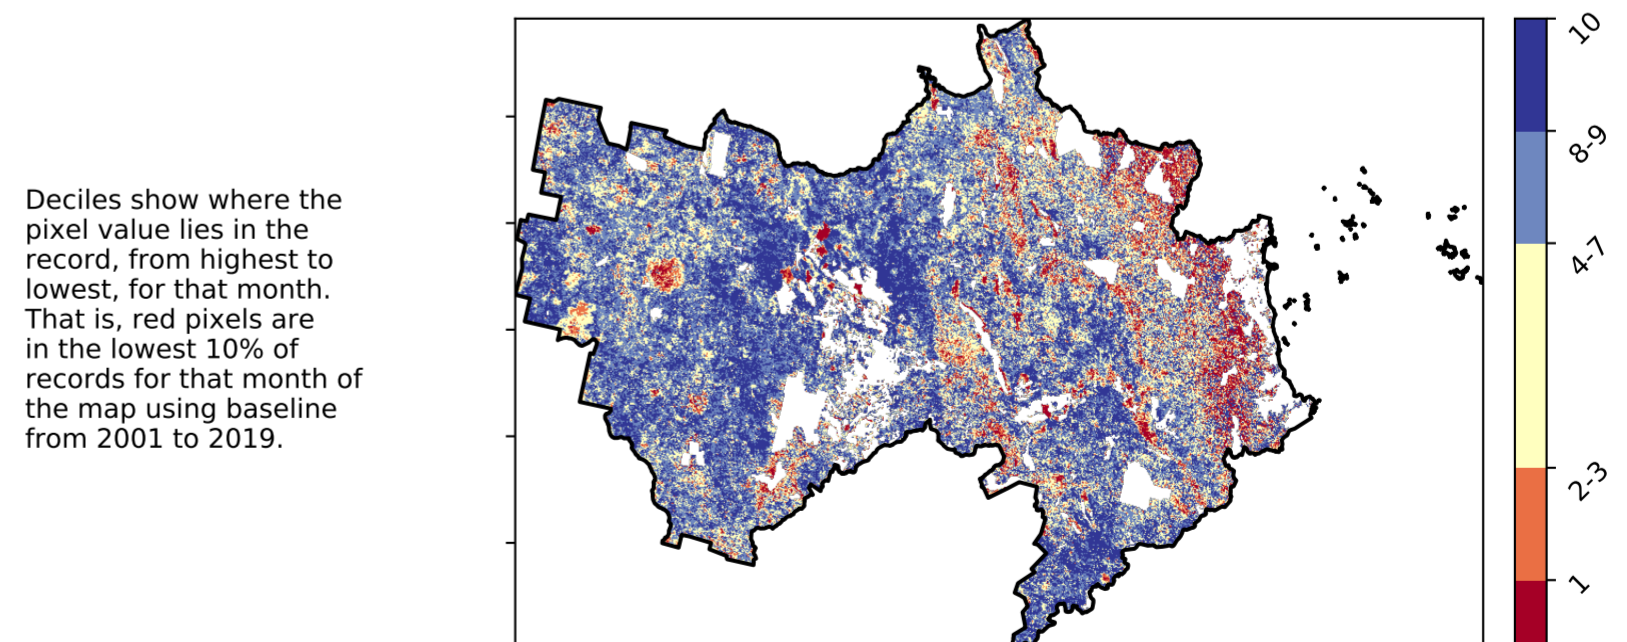 Deciles show where the
pixel value lies in the
record, from highest to
lowest, for that month.
That is, red pixels are
in the lowest 10% of
records for that month of
the map using baseline
from 2001 to 2019.
10
8-9
4-7
2-3
1